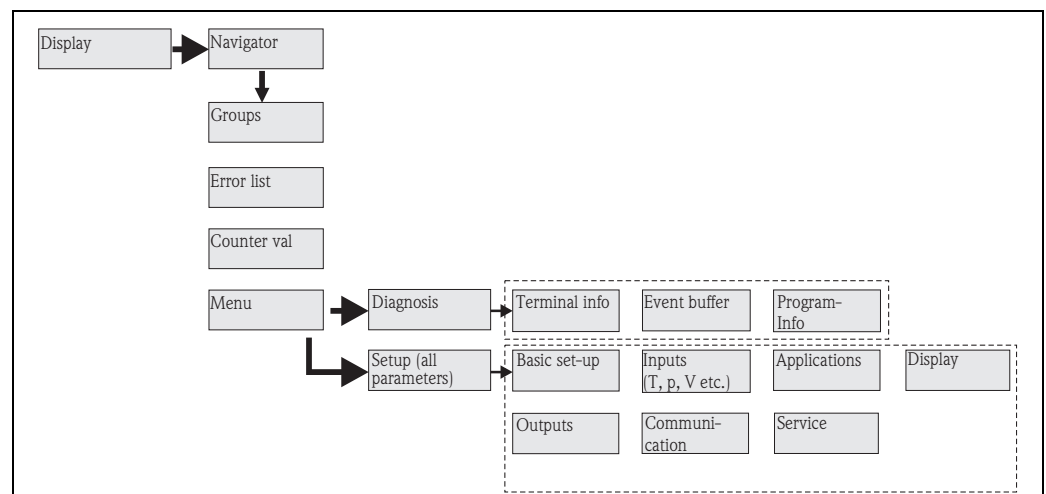 Display
Navigator
Groups
Error list
Counter val
Menu
Diagnosis
Terminal info
Event buffer
Program-
Info
Setup (all
parameters)
Basic set-up
Inputs
(T, p, V etc.)
Applications
Display
Outputs
Communi-
cation
Service